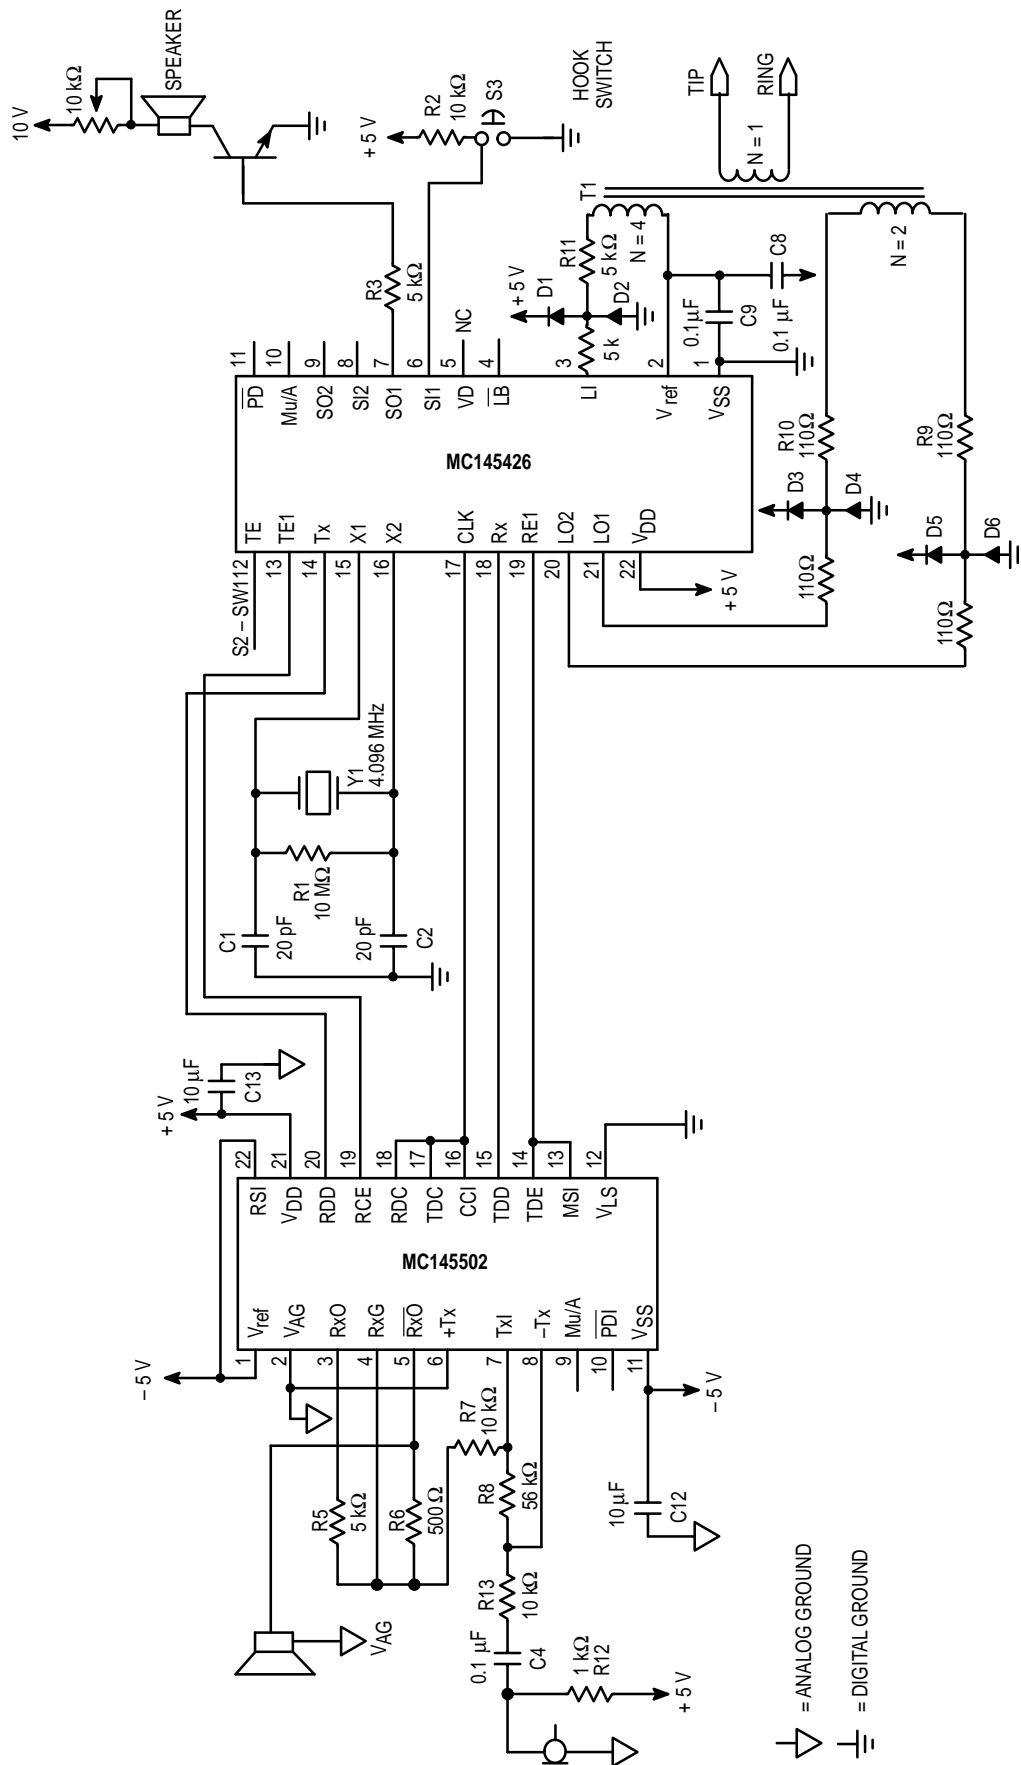 10 V
10 kΩ
SPEAKER
+ 5 V
R2
10 kΩ
S3
HOOK
SWITCH
TIP
RING
N = 1
T1
N = 4
N = 2
R3
5 kΩ
NC
+ 5 V
D1
D2
R11
5 kΩ
5 k
0.1 µF
C9
0.1 µF
C8
11
10
9
8
7
6
5
4
3
2
1
PD
Mu/A
SO2
SI2
SO1
SI1
VD
LB
LI
Vref
VSS
MC145426
TE
TE1
Tx
X1
X2
CLK
Rx
RE1
LO2
LO1
VDD
S2 – SW112
13
14
15
16
17
18
19
20
21
22
+ 5 V
R10
110Ω
D3
D4
110Ω
R9
110Ω
D5
D6
110Ω
Y1
4.096 MHz
R1
10 MΩ
C1
20 pF
20 pF
C2
+ 5 V
10 µF
C13
22
21
20
19
18
17
16
15
14
13
12
RSI
VDD
RDD
RCE
RDC
TDC
CCI
TDD
TDE
MSI
VLS
MC145502
Vref
VAG
RxO
RxG
RxO
+Tx
TxI
–Tx
Mu/A
PDI
VSS
1
2
3
4
5
6
7
8
9
10
11
– 5 V
– 5 V
R7
10 kΩ
R5
5 kΩ
R6
500 Ω
R8
56 kΩ
R13
10 kΩ
10 µF
C12
VAG
0.1 µF
C4
1 kΩ
R12
+ 5 V
= ANALOG GROUND
= DIGITAL GROUND